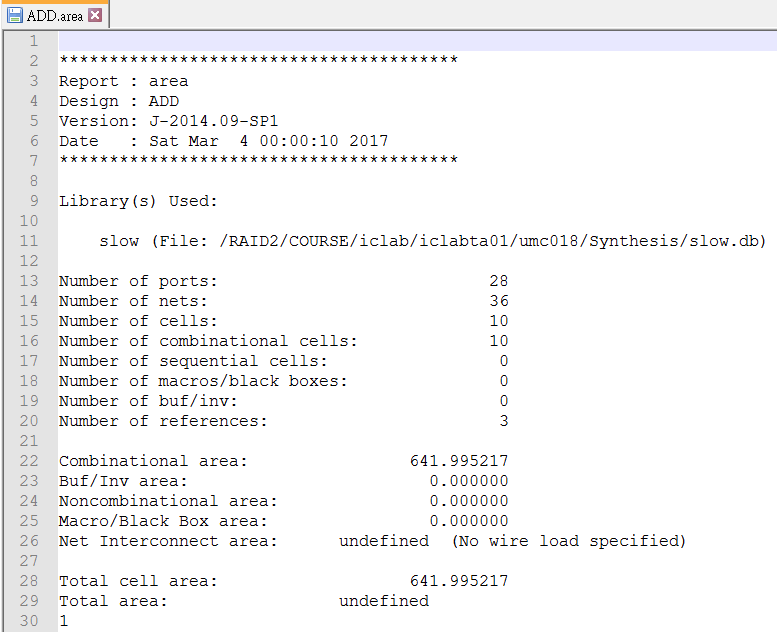 ADD.area
1
2 ****************************************
3 Report : area
4 Design : ADD
5 Version: J-2014.09-SP1
6 Date   : Sat Mar  4 00:00:10 2017
7 ****************************************
8
9 Library(s) Used:
10
11     slow (File: /RAID2/COURSE/iclab/iclabta01/umc018/Synthesis/slow.db)
12
13 Number of ports:                           28
14 Number of nets:                            36
15 Number of cells:                           10
16 Number of combinational cells:             10
17 Number of sequential cells:                 0
18 Number of macros/black boxes:               0
19 Number of buf/inv:                          0
20 Number of references:                       3
21
22 Combinational area:                641.995217
23 Buf/Inv area:                        0.000000
24 Noncombinational area:               0.000000
25 Macro/Black Box area:                0.000000
26 Net Interconnect area:      undefined  (No wire load specified)
27
28 Total cell area:                   641.995217
29 Total area:                 undefined
30 1